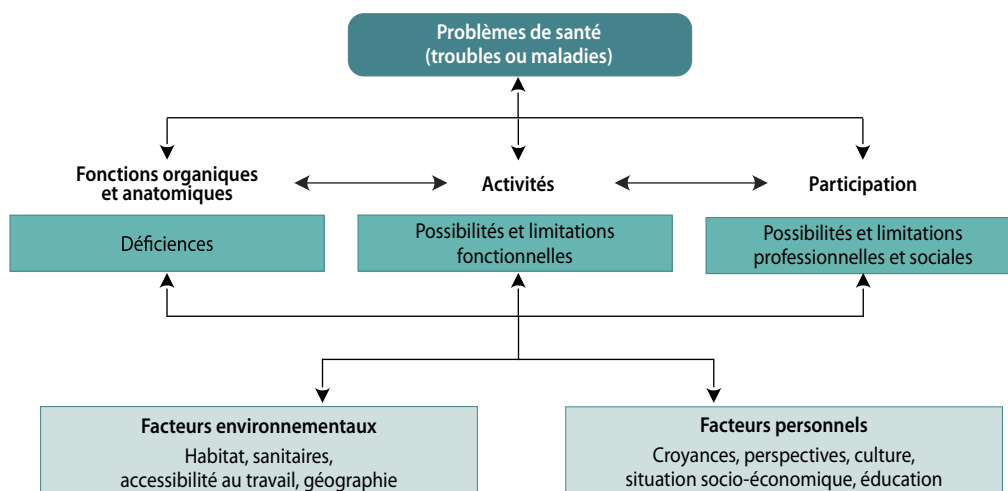 Problèmes de santé
(troubles ou maladies)
Fonctions organiques
et anatomiques
Activités
Participation
Déficiences
Possibilités et limitations
fonctionnelles
Possibilités et limitations
professionnelles et sociales
Facteurs environnementaux
Habitat, sanitaires,
accessibilité au travail, géographie
Facteurs personnels
Croyances, perspectives, culture,
situation socio-économique, éducation